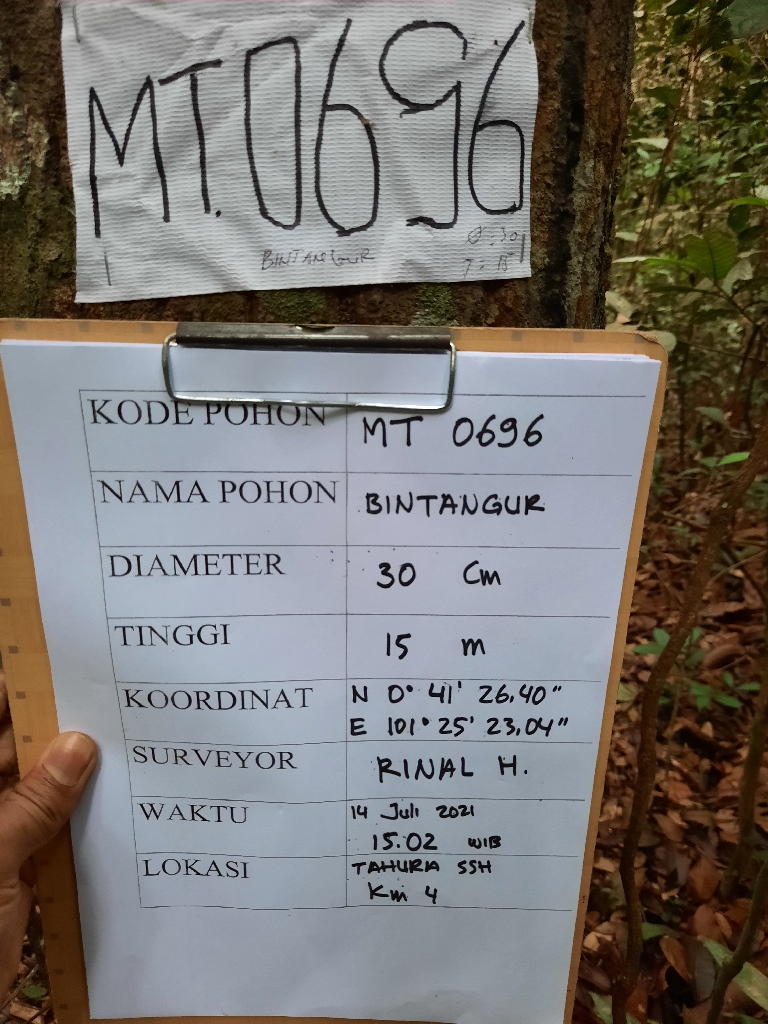 MT.0696
BINTANGUR
Ø : 30
T = 15
KODE POHON MT 0696
NAMA POHON BINTANGUR
DIAMETER 30 Cm
TINGGI 15 m
KOORDINAT N 0° 41' 26.40"
E 101° 25' 23.04"
SURVEYOR RINAL H.
WAKTU 14 Juli 2021
15.02 WIB
LOKASI TAHURA SSH
Km 4